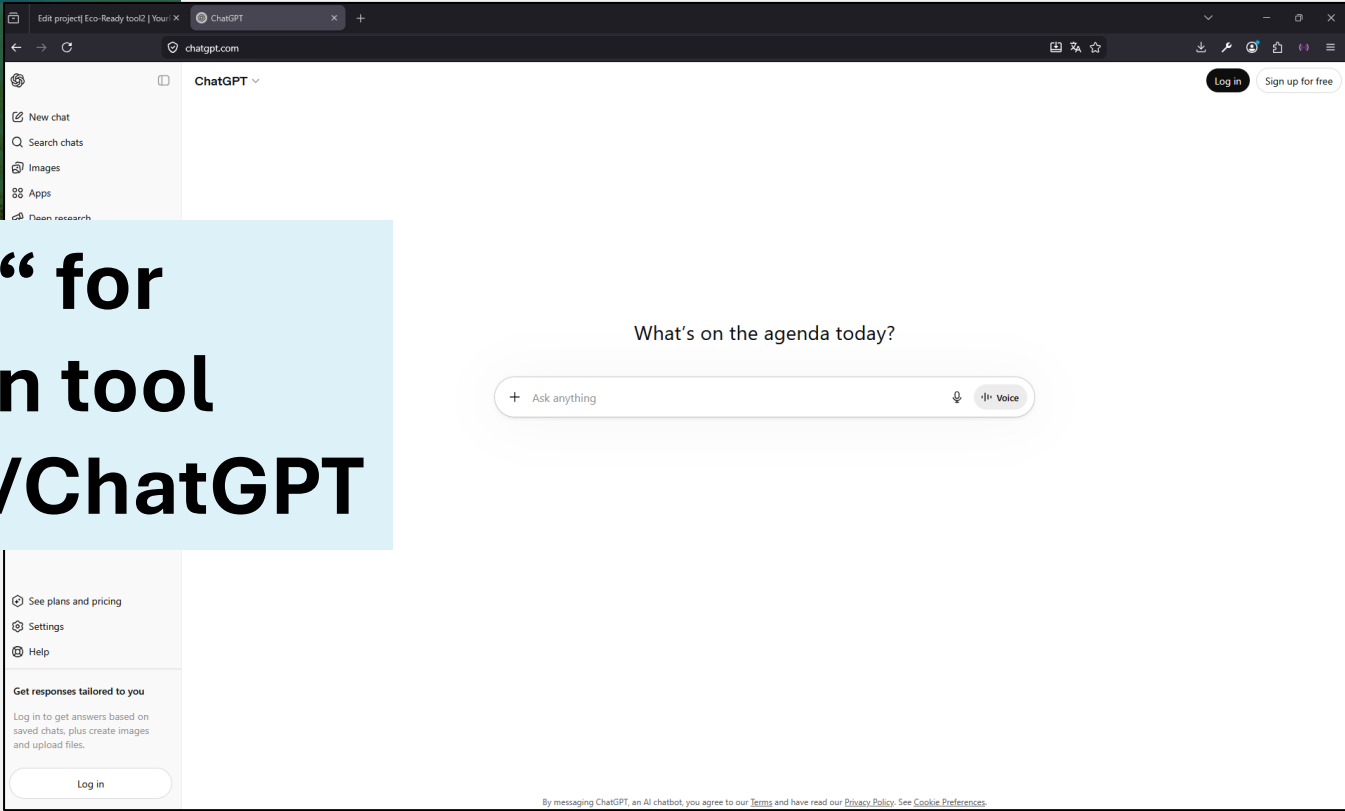 Edit project| Eco-Ready tool2 | Your
ChatGPT
chatgpt.com
ChatGPT
Log in
Sign up for free
New chat
Search chats
Images
Apps
Deep research
“ for
n tool
/ChatGPT
What's on the agenda today?
Ask anything
Voice
See plans and pricing
Settings
Help
Get responses tailored to you
Log in to get answers based on
saved chats, plus create images
and upload files.
Log in
By messaging ChatGPT, an AI chatbot, you agree to our Terms and have read our Privacy Policy. See Cookie Preferences.